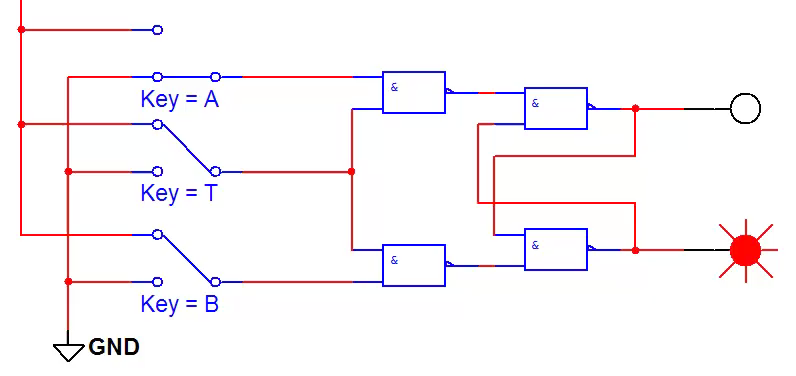 &
Key = A
&
Key = T
&
&
Key = B
GND